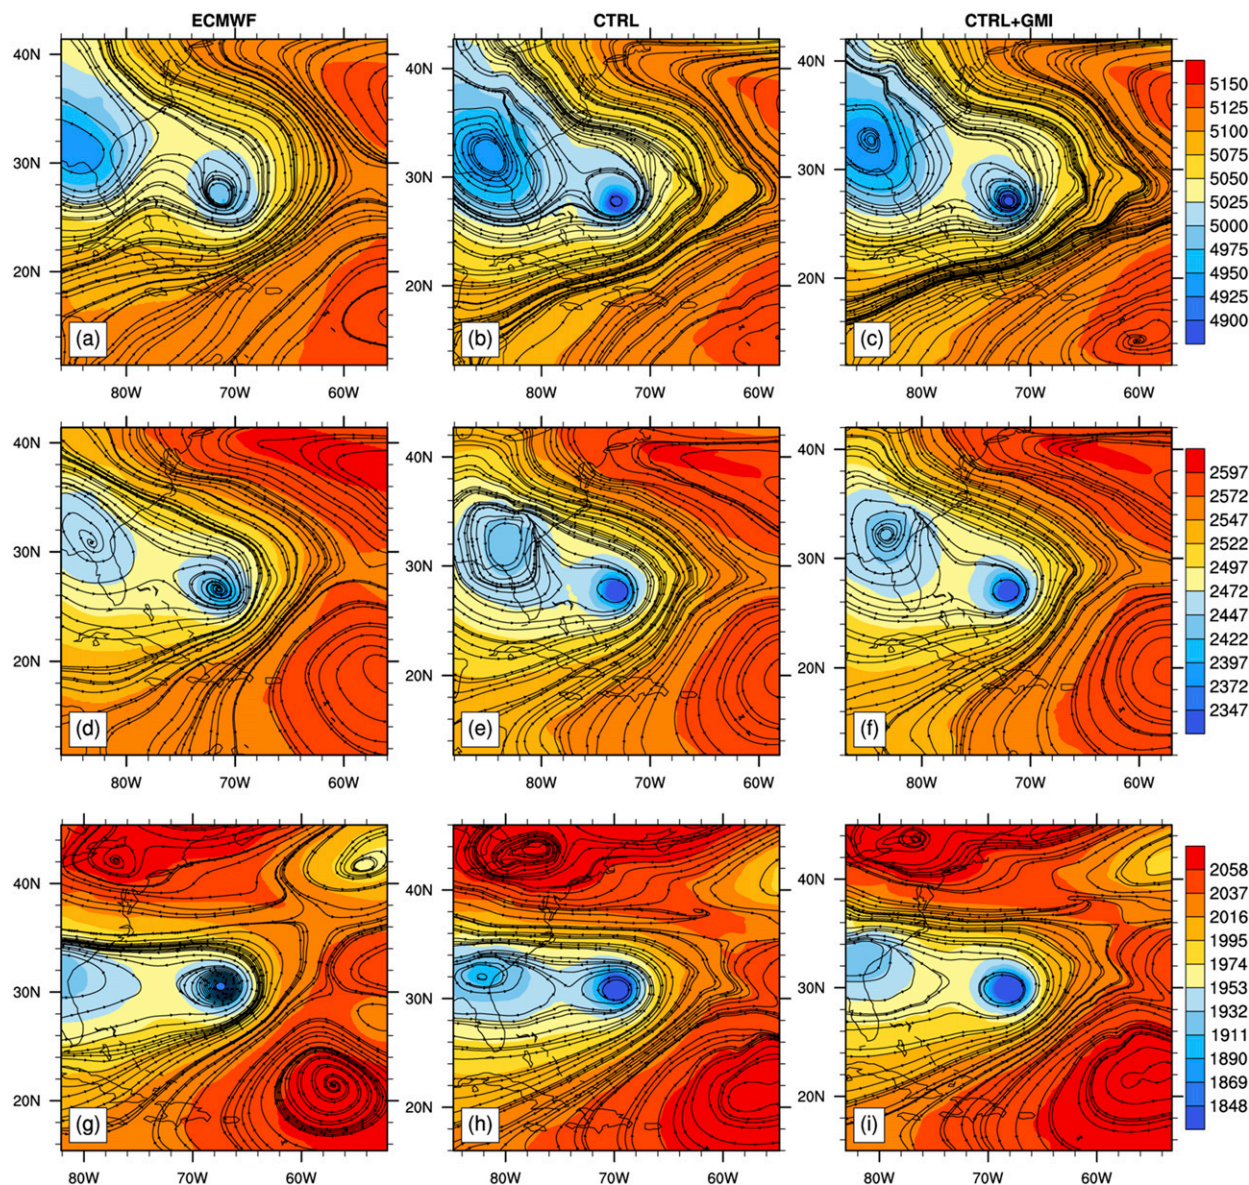 ECMWF CTRL CTRL+GMI
40N 40N 40N
30N 30N 30N
20N 20N 20N
(a) (b) (c)
80W 70W 60W 80W 70W 60W 80W 70W 60W
5150
5125
5100
5075
5050
5025
5000
4975
4950
4925
4900
40N 40N 40N
30N 30N 30N
20N 20N 20N
(d) (e) (f)
80W 70W 60W 80W 70W 60W 80W 70W 60W
2597
2572
2547
2522
2497
2472
2447
2422
2397
2372
2347
40N 40N 40N
30N 30N 30N
20N 20N 20N
(g) (h) (i)
80W 70W 60W 80W 70W 60W 80W 70W 60W
2058
2037
2016
1995
1974
1953
1932
1911
1890
1869
1848